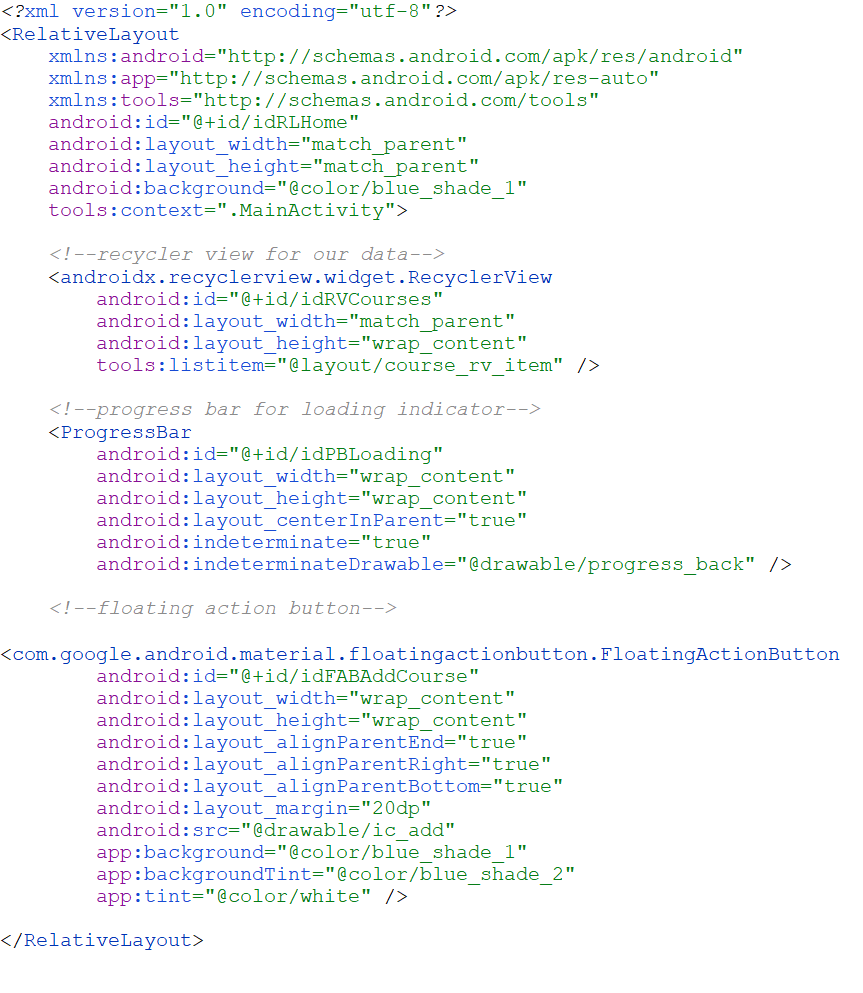 <?xml version="1.0" encoding="utf-8"?>
<RelativeLayout
    xmlns:android="http://schemas.android.com/apk/res/android"
    xmlns:app="http://schemas.android.com/apk/res-auto"
    xmlns:tools="http://schemas.android.com/tools"
    android:id="@+id/idRLHome"
    android:layout_width="match_parent"
    android:layout_height="match_parent"
    android:background="@color/blue_shade_1"
    tools:context=".MainActivity">

    <!--recycler view for our data-->
    <androidx.recyclerview.widget.RecyclerView
        android:id="@+id/idRVCourses"
        android:layout_width="match_parent"
        android:layout_height="wrap_content"
        tools:listitem="@layout/course_rv_item" />

    <!--progress bar for loading indicator-->
    <ProgressBar
        android:id="@+id/idPBLoading"
        android:layout_width="wrap_content"
        android:layout_height="wrap_content"
        android:layout_centerInParent="true"
        android:indeterminate="true"
        android:indeterminateDrawable="@drawable/progress_back" />

    <!--floating action button-->

<com.google.android.material.floatingactionbutton.FloatingActionButton
        android:id="@+id/idFABAddCourse"
        android:layout_width="wrap_content"
        android:layout_height="wrap_content"
        android:layout_alignParentEnd="true"
        android:layout_alignParentRight="true"
        android:layout_alignParentBottom="true"
        android:layout_margin="20dp"
        android:src="@drawable/ic_add"
        app:background="@color/blue_shade_1"
        app:backgroundTint="@color/blue_shade_2"
        app:tint="@color/white" />

</RelativeLayout>